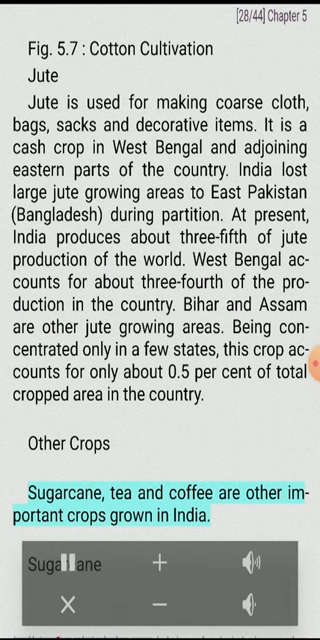 [28/44] Chapter 5
Fig. 5.7 : Cotton Cultivation
Jute
Jute is used for making coarse cloth,
bags, sacks and decorative items. It is a
cash crop in West Bengal and adjoining
eastern parts of the country. India lost
large jute growing areas to East Pakistan
(Bangladesh) during partition. At present,
India produces about three-fifth of jute
production of the world. West Bengal ac-
counts for about three-fourth of the pro-
duction in the country. Bihar and Assam
are other jute growing areas. Being con-
centrated only in a few states, this crop ac-
counts for only about 0.5 per cent of total
cropped area in the country.
Other Crops
Sugarcane, tea and coffee are other im-
portant crops grown in India.